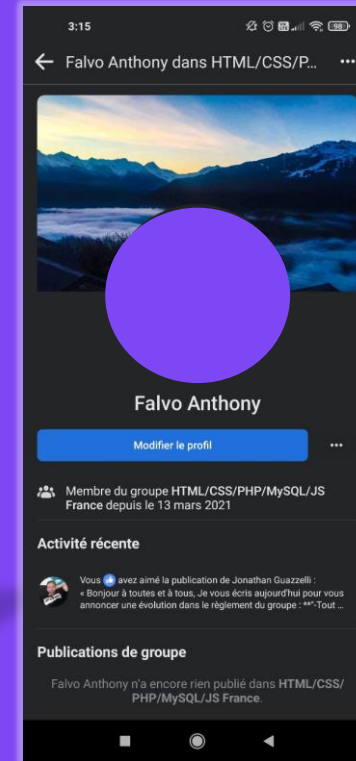 3:15
98
Falvo Anthony dans HTML/CSS/P...
Falvo Anthony
Modifier le profil
Membre du groupe HTML/CSS/PHP/MySQL/JS
France depuis le 13 mars 2021
Activité récente
Vous avez aimé la publication de Jonathan Guazzelli :
« Bonjour à toutes et à tous, Je vous écris aujourd'hui pour vous
annoncer une évolution dans le règlement du groupe : **"-Tout ...
Publications de groupe
Falvo Anthony n'a encore rien publié dans HTML/CSS/
PHP/MySQL/JS France.